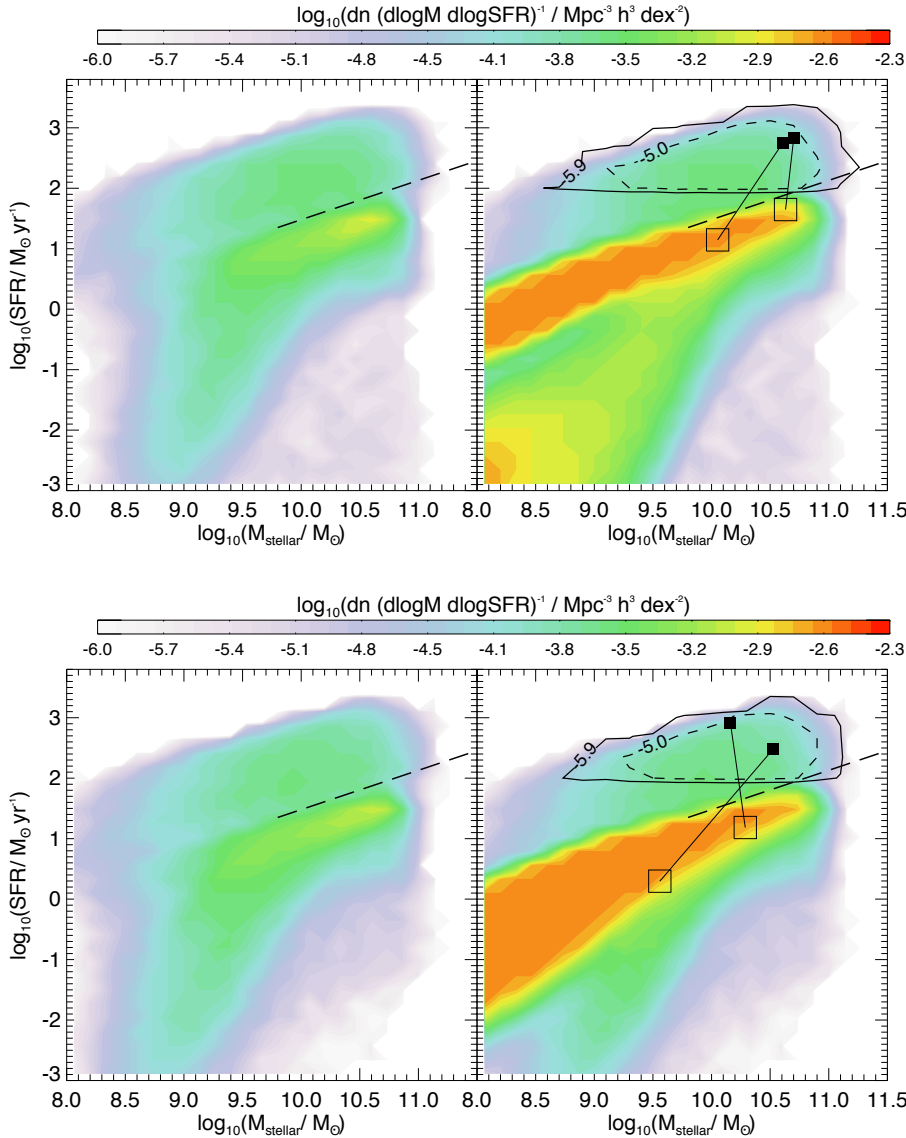 log₁₀(dn (dlogM dlogSFR)⁻¹ / Mpc⁻³ h³ dex⁻²)
-6.0 -5.7 -5.4 -5.1 -4.8 -4.5 -4.1 -3.8 -3.5 -3.2 -2.9 -2.6 -2.3
3
2
1
0
-1
-2
-3
log₁₀(SFR/ M☉ yr⁻¹)
-5.9
-5.0
8.0 8.5 9.0 9.5 10.0 10.5 11.0 8.5 9.0 9.5 10.0 10.5 11.0 11.5
log₁₀(Mstellar/ M☉) log₁₀(Mstellar/ M☉)
log₁₀(dn (dlogM dlogSFR)⁻¹ / Mpc⁻³ h³ dex⁻²)
-6.0 -5.7 -5.4 -5.1 -4.8 -4.5 -4.1 -3.8 -3.5 -3.2 -2.9 -2.6 -2.3
3
2
1
0
-1
-2
-3
log₁₀(SFR/ M☉ yr⁻¹)
-5.9
-5.0
8.0 8.5 9.0 9.5 10.0 10.5 11.0 8.5 9.0 9.5 10.0 10.5 11.0 11.5
log₁₀(Mstellar/ M☉) log₁₀(Mstellar/ M☉)